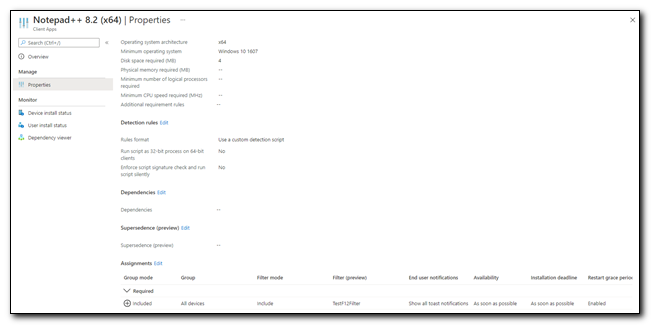 Notepad++ 8.2 (x64) | Properties ...
Client Apps
Search (Ctrl+/)
Overview
Manage
Properties
Monitor
Device install status
User install status
Dependency viewer
Operating system architecture x64
Minimum operating system Windows 10 1607
Disk space required (MB) 4
Physical memory required (MB) --
Minimum number of logical processors required --
Minimum CPU speed required (MHz) --
Additional requirement rules --
Detection rules Edit
Rules format Use a custom detection script
Run script as 32-bit process on 64-bit clients No
Enforce script signature check and run script silently No
Dependencies Edit
Dependencies --
Supersedence (preview) Edit
Supersedence (preview) --
Assignments Edit
Group mode Group Filter mode Filter (preview) End user notifications Availability Installation deadline Restart grace period
Required
Included All devices Include TestF12Filter Show all toast notifications As soon as possible As soon as possible Enabled